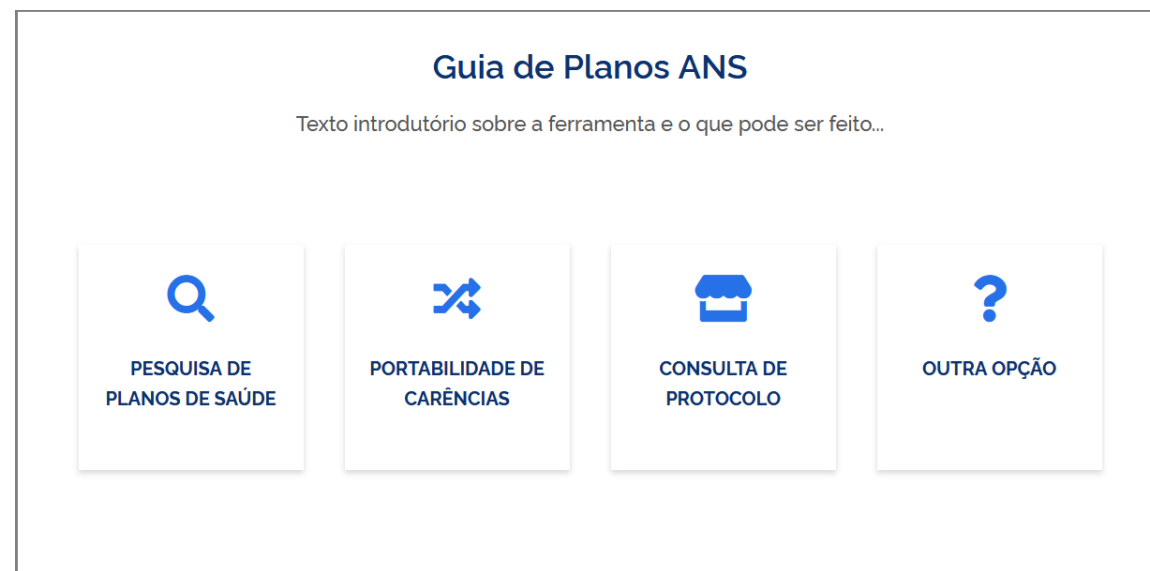 Guia de Planos ANS
Texto introdutório sobre a ferramenta e o que pode ser feito...
PESQUISA DE
PLANOS DE SAÚDE
PORTABILIDADE DE
CARÊNCIAS
CONSULTA DE
PROTOCOLO
OUTRA OPÇÃO